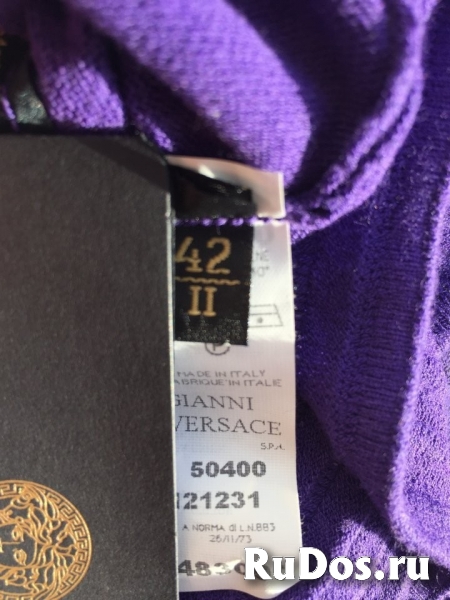 42
II
MADE IN ITALY
FABRIQUE EN ITALIE
GIANNI
VERSACE
S.P.A.
50400
121231
A NORMA di L.N.883
26/11/73
RuDos.ru